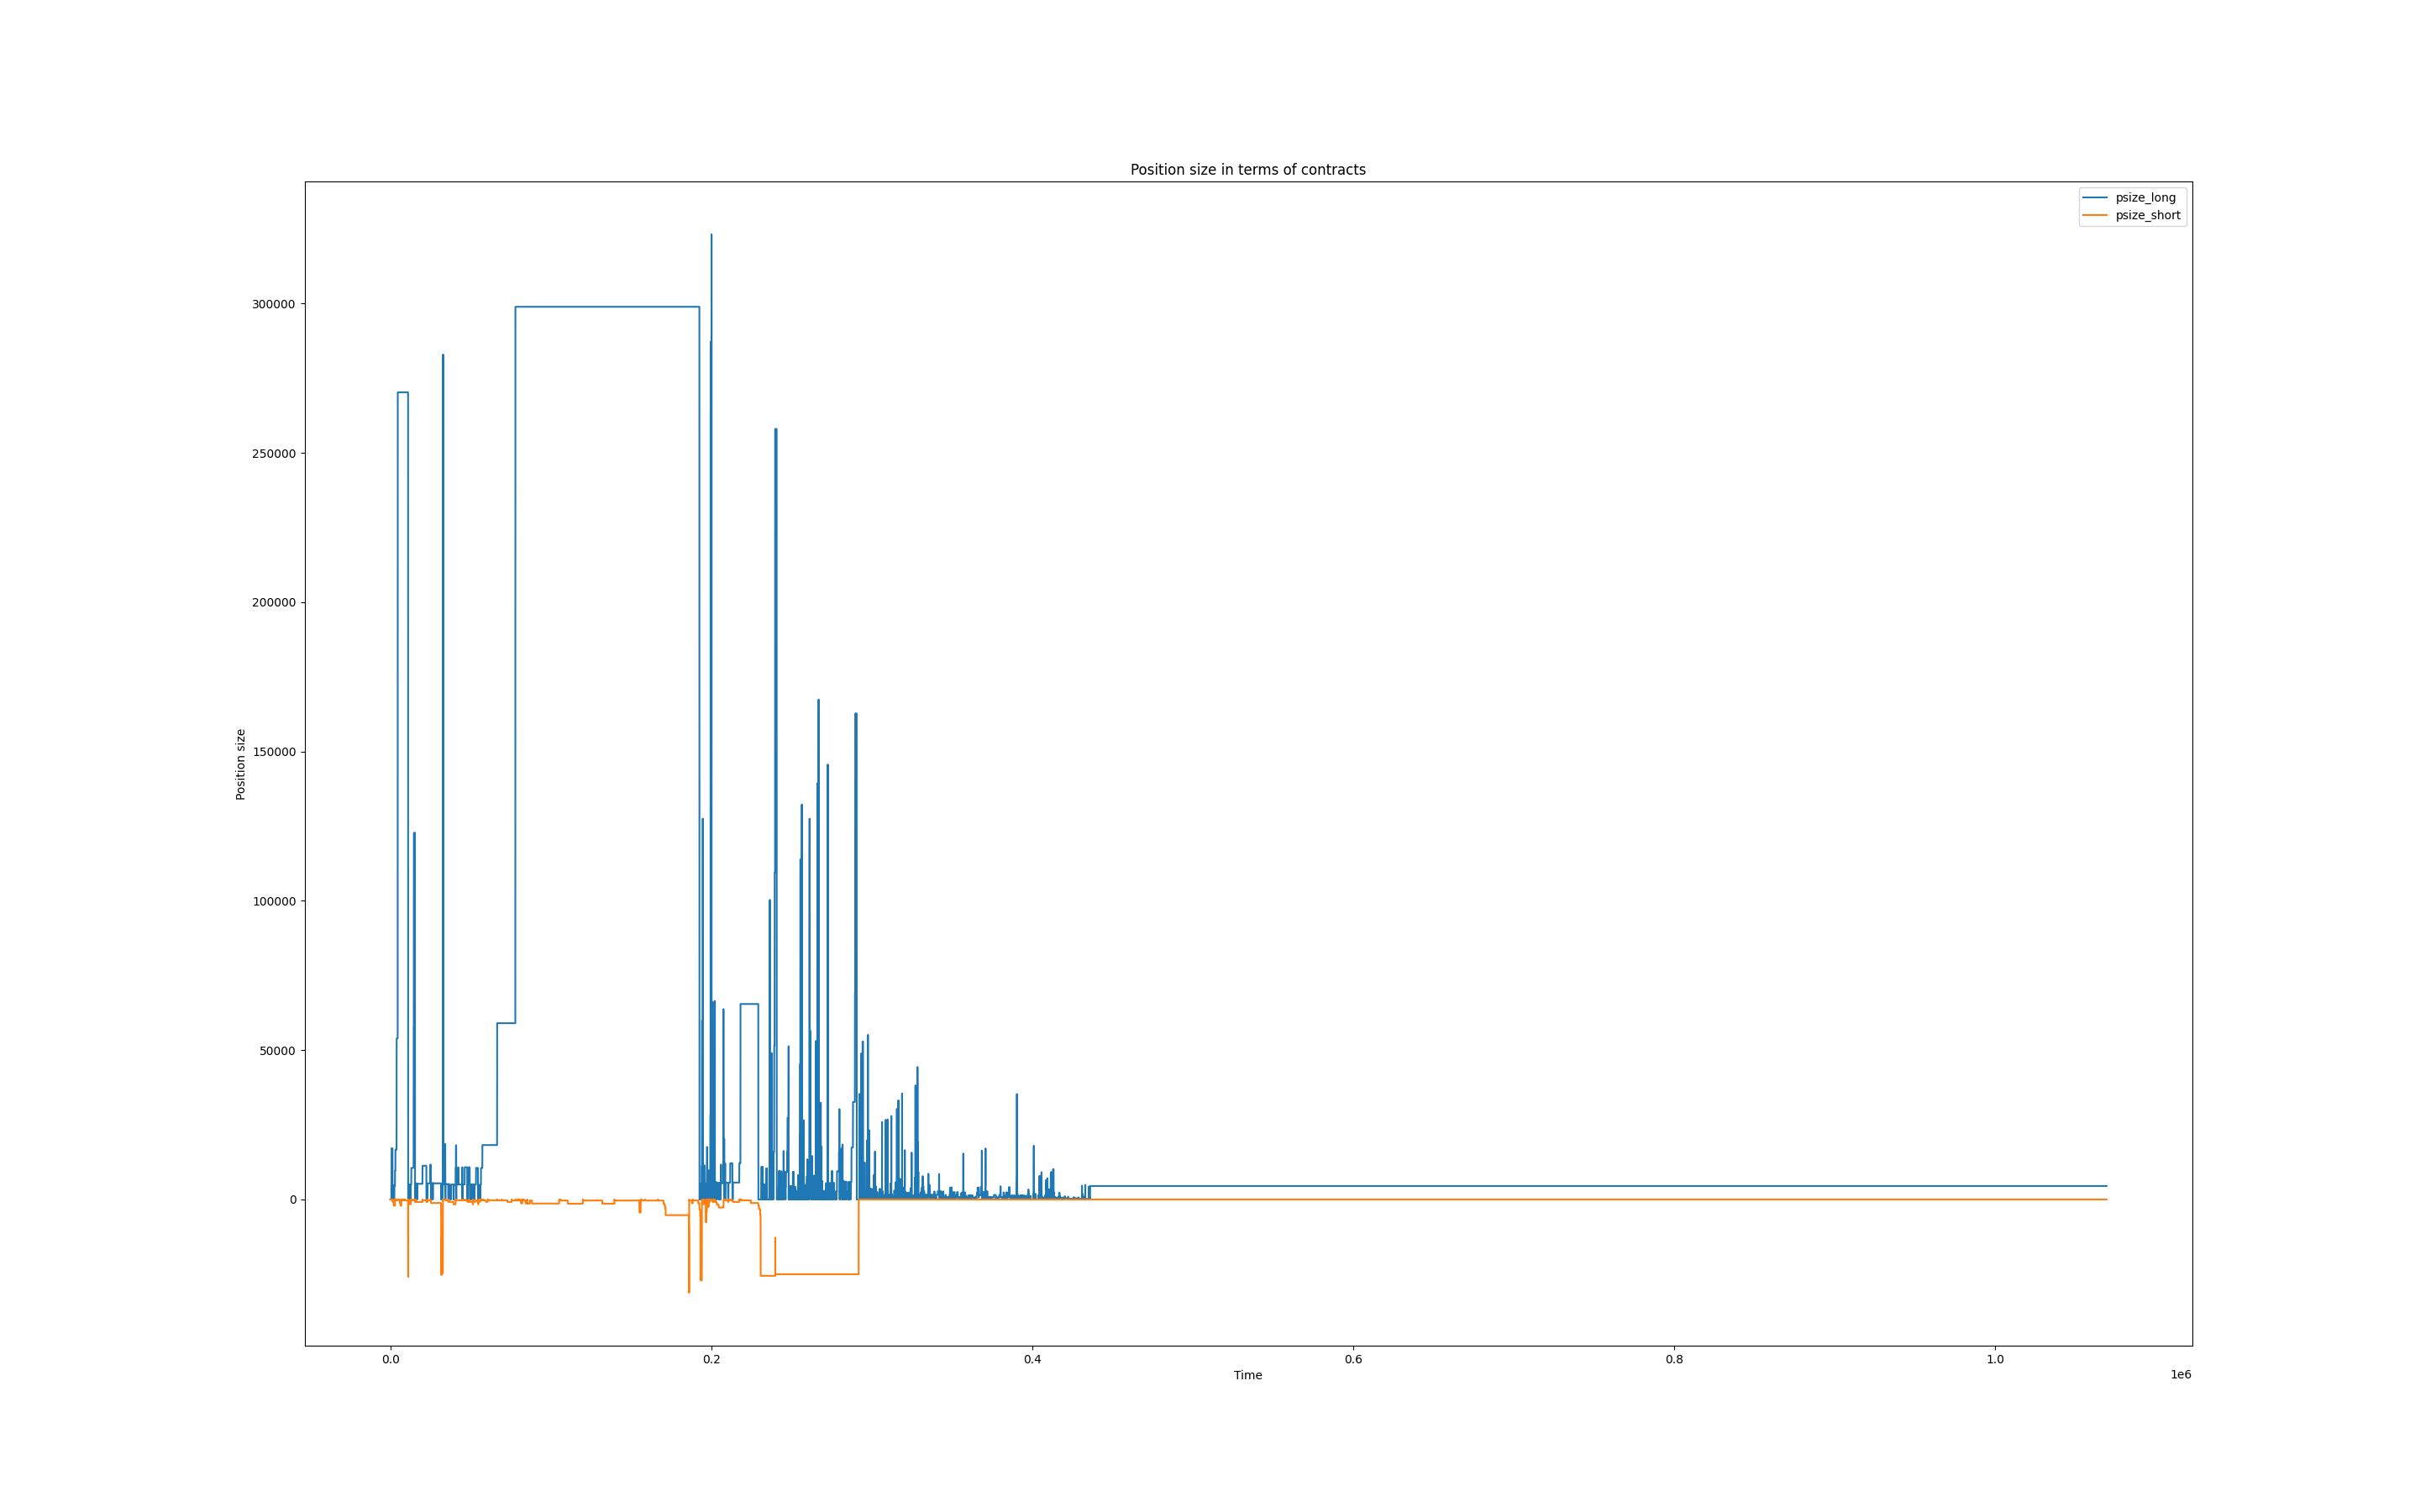 Position size in terms of contracts
psize_long
psize_short
Position size
300000
250000
200000
150000
100000
50000
0
0.0 0.2 0.4 0.6 0.8 1.0
Time
1e6